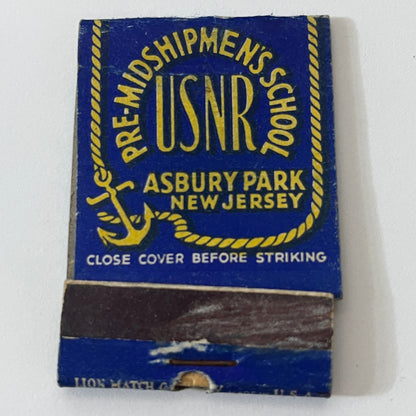 PRE-MIDSHIPMEN'S SCHOOL
USNR
ASBURY PARK
NEW JERSEY
CLOSE COVER BEFORE STRIKING
LION MATCH
U.S.A.